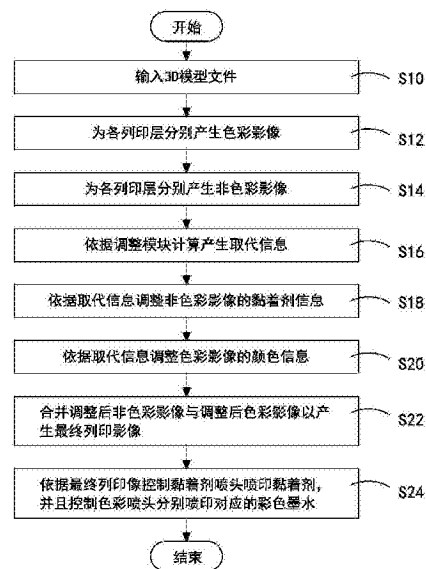 开始
输入3D模型文件
S10
为各列印层分别产生色彩影像
S12
为各列印层分别产生非色彩影像
S14
依据调整模块计算产生取代信息
S16
依据取代信息调整非色彩影像的黏着剂信息
S18
依据取代信息调整色彩影像的颜色信息
S20
合并调整后非色彩影像与调整后色彩影像以产
生最终列印影像
S22
依据最终列印像控制黏着剂喷头喷印黏着剂,
并且控制色彩喷头分别喷印对应的彩色墨水
S24
结束